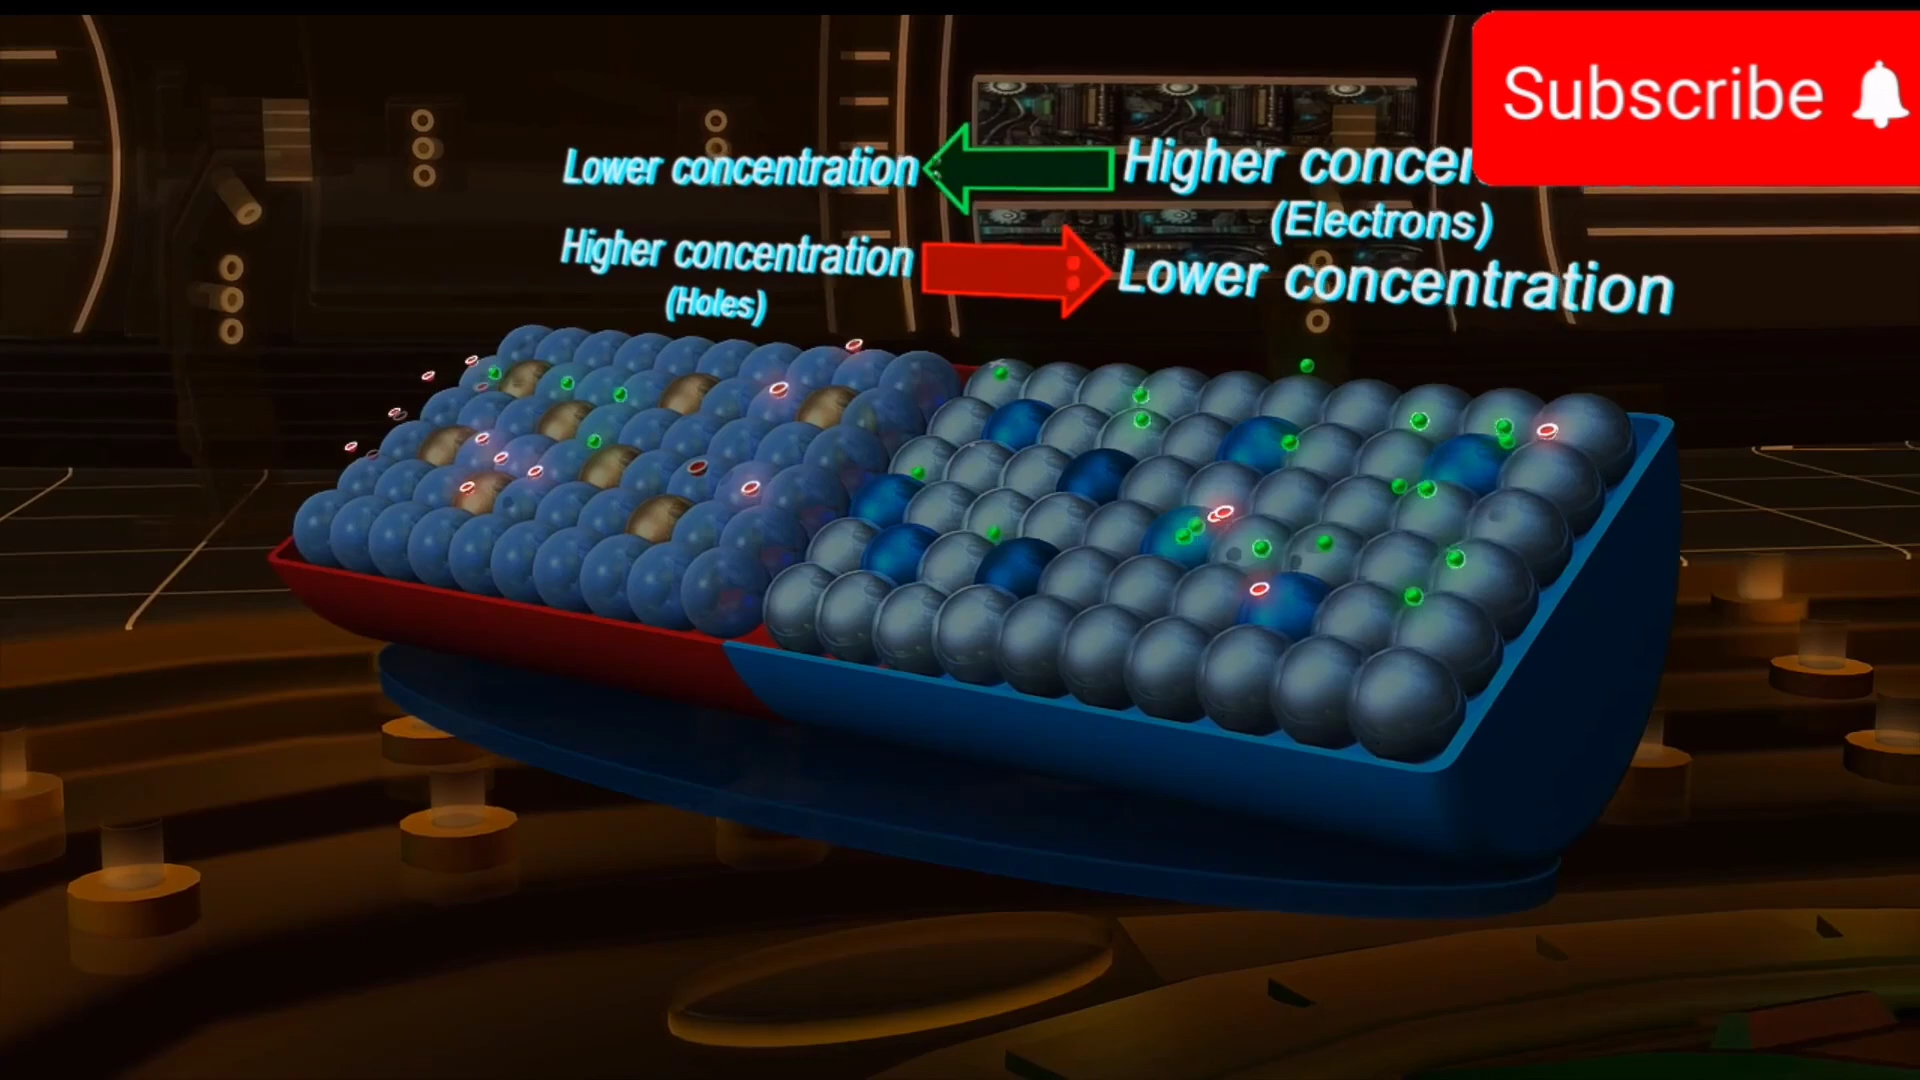 Subscribe
Lower concentration
Higher concen
(Electrons)
Higher concentration
(Holes)
Lower concentration